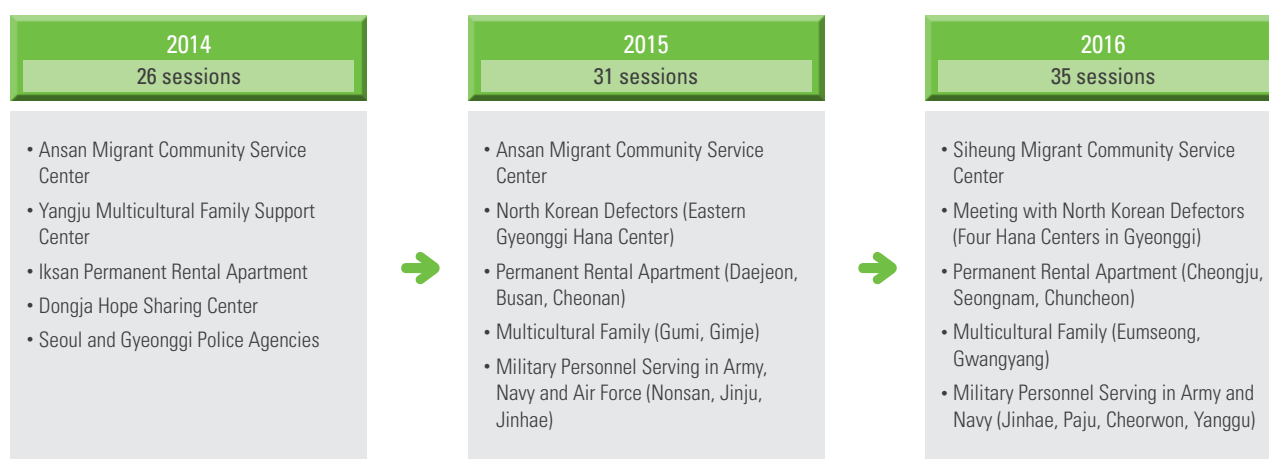 2014
26 sessions
• Ansan Migrant Community Service
Center
• Yangju Multicultural Family Support
Center
• Iksan Permanent Rental Apartment
• Dongja Hope Sharing Center
• Seoul and Gyeonggi Police Agencies
2015
31 sessions
• Ansan Migrant Community Service
Center
• North Korean Defectors (Eastern
Gyeonggi Hana Center)
• Permanent Rental Apartment (Daejeon,
Busan, Cheonan)
• Multicultural Family (Gumi, Gimje)
• Military Personnel Serving in Army,
Navy and Air Force (Nonsan, Jinju,
Jinhae)
2016
35 sessions
• Siheung Migrant Community Service
Center
• Meeting with North Korean Defectors
(Four Hana Centers in Gyeonggi)
• Permanent Rental Apartment (Cheongju,
Seongnam, Chuncheon)
• Multicultural Family (Eumseong,
Gwangyang)
• Military Personnel Serving in Army and
Navy (Jinhae, Paju, Cheorwon, Yanggu)